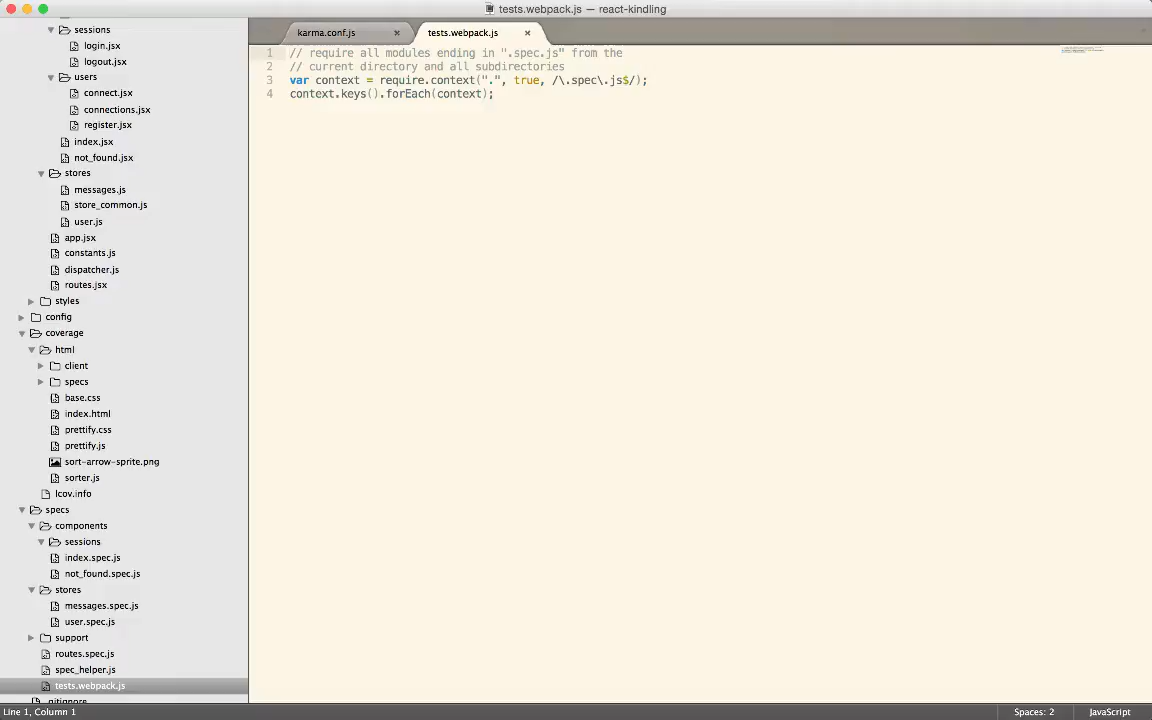 tests.webpack.js — react-kindling
karma.conf.js
tests.webpack.js
sessions
login.jsx
logout.jsx
users
connect.jsx
connections.jsx
register.jsx
index.jsx
not_found.jsx
stores
messages.js
store_common.js
user.js
app.jsx
constants.js
dispatcher.js
routes.jsx
styles
config
coverage
html
client
specs
base.css
index.html
prettify.css
prettify.js
sort-arrow-sprite.png
sorter.js
lcov.info
specs
components
sessions
index.spec.js
not_found.spec.js
stores
messages.spec.js
user.spec.js
support
routes.spec.js
spec_helper.js
tests.webpack.js
.gitignore
1 // require all modules ending in ".spec.js" from the
2 // current directory and all subdirectories
3 var context = require.context(".", true, /\.spec\.js$/);
4 context.keys().forEach(context);
Line 1, Column 1
Spaces: 2
JavaScript